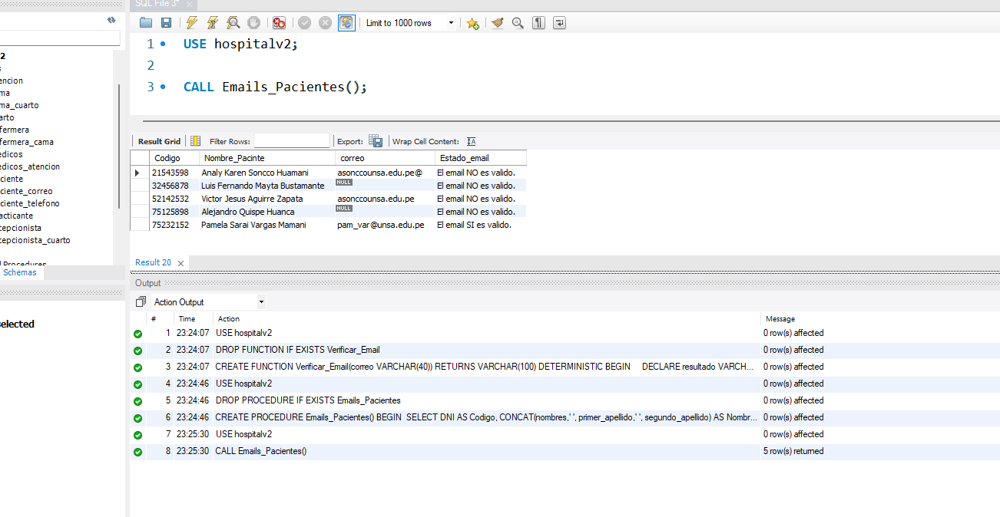 SQL File 3*
Limit to 1000 rows
1 USE hospitalv2;
2
3 CALL Emails_Pacientes();
2
s
encion
ma
ma_cuarto
arto
fermera
fermera_cama
edicos
edicos_atencion
ciente
ciente_correo
ciente_telefono
acticante
cepcionista
cepcionista_cuarto
Procedures
Schemas
elected
Result Grid Filter Rows: Export: Wrap Cell Content: IA
Codigo Nombre_Pacinte correo Estado_email
21543598 Analy Karen Soncco Huamani asonccounsa.edu.pe@ El email NO es valido.
32456878 Luis Fernando Mayta Bustamante NULL El email NO es valido.
52142532 Victor Jesus Aguirre Zapata asonccounsa.edu.pe El email NO es valido.
75125898 Alejandro Quispe Huanca NULL El email NO es valido.
75232152 Pamela Sarai Vargas Mamani pam_var@unsa.edu.pe El email SI es valido.
Result 20
Output
Action Output
# Time Action Message
1 23:24:07 USE hospitalv2 0 row(s) affected
2 23:24:07 DROP FUNCTION IF EXISTS Verificar_Email 0 row(s) affected
3 23:24:07 CREATE FUNCTION Verificar_Email(correo VARCHAR(40)) RETURNS VARCHAR(100) DETERMINISTIC BEGIN DECLARE resultado VARCH... 0 row(s) affected
4 23:24:46 USE hospitalv2 0 row(s) affected
5 23:24:46 DROP PROCEDURE IF EXISTS Emails_Pacientes 0 row(s) affected
6 23:24:46 CREATE PROCEDURE Emails_Pacientes() BEGIN SELECT DNI AS Codigo, CONCAT(nombres,' ', primer_apellido,' ', segundo_apellido) AS Nombr... 0 row(s) affected
7 23:25:30 USE hospitalv2 0 row(s) affected
8 23:25:30 CALL Emails_Pacientes() 5 row(s) returned